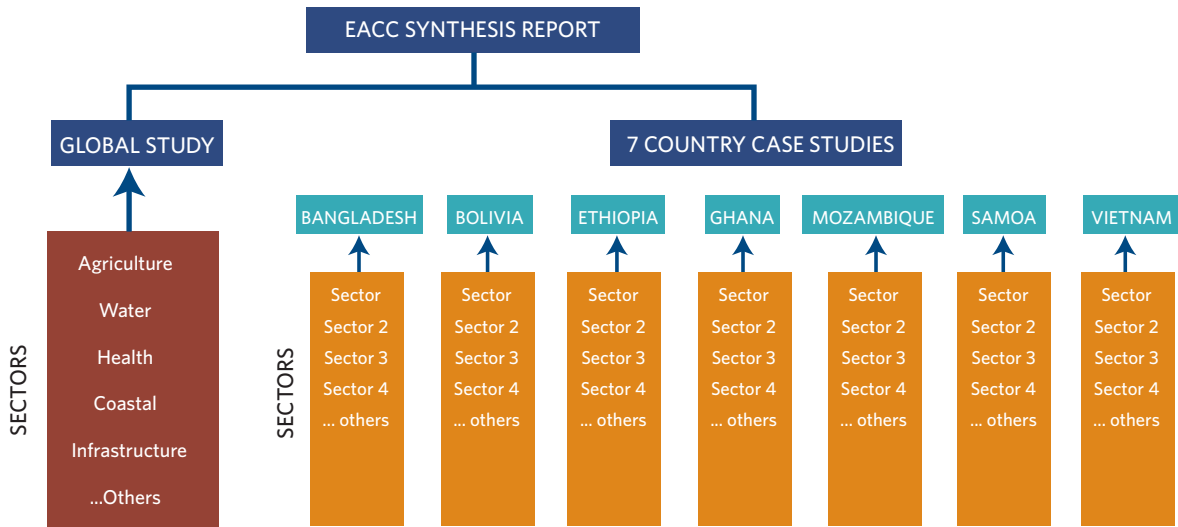 EACC SYNTHESIS REPORT
GLOBAL STUDY
7 COUNTRY CASE STUDIES
SECTORS
Agriculture
Water
Health
Coastal
Infrastructure
...Others
SECTORS
BANGLADESH
Sector
Sector 2
Sector 3
Sector 4
... others
BOLIVIA
Sector
Sector 2
Sector 3
Sector 4
... others
ETHIOPIA
Sector
Sector 2
Sector 3
Sector 4
... others
GHANA
Sector
Sector 2
Sector 3
Sector 4
... others
MOZAMBIQUE
Sector
Sector 2
Sector 3
Sector 4
... others
SAMOA
Sector
Sector 2
Sector 3
Sector 4
... others
VIETNAM
Sector
Sector 2
Sector 3
Sector 4
... others